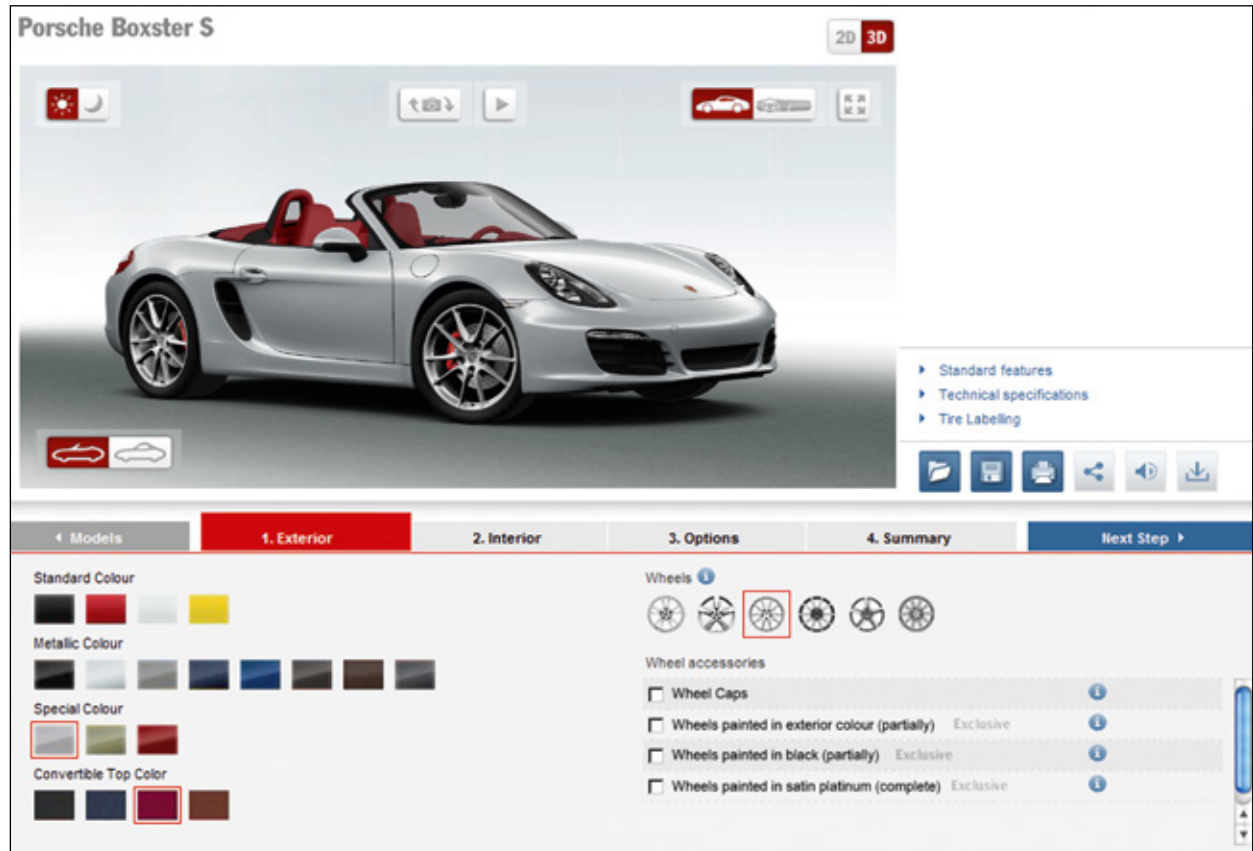 Porsche Boxster S
2D 3D
Standard features
Technical specifications
Tire Labelling
Models
1. Exterior
2. Interior
3. Options
4. Summary
Next Step
Standard Colour
Metallic Colour
Special Colour
Convertible Top Color
Wheels
Wheel accessories
Wheel Caps
Wheels painted in exterior colour (partially) Exclusive
Wheels painted in black (partially) Exclusive
Wheels painted in satin platinum (complete) Exclusive